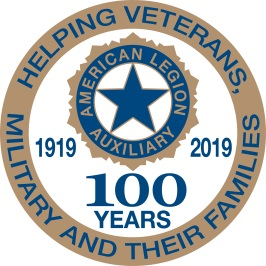 HELPING VETERANS,
MILITARY AND THEIR FAMILIES
AMERICAN LEGION
AUXILIARY
1919
2019
100
YEARS